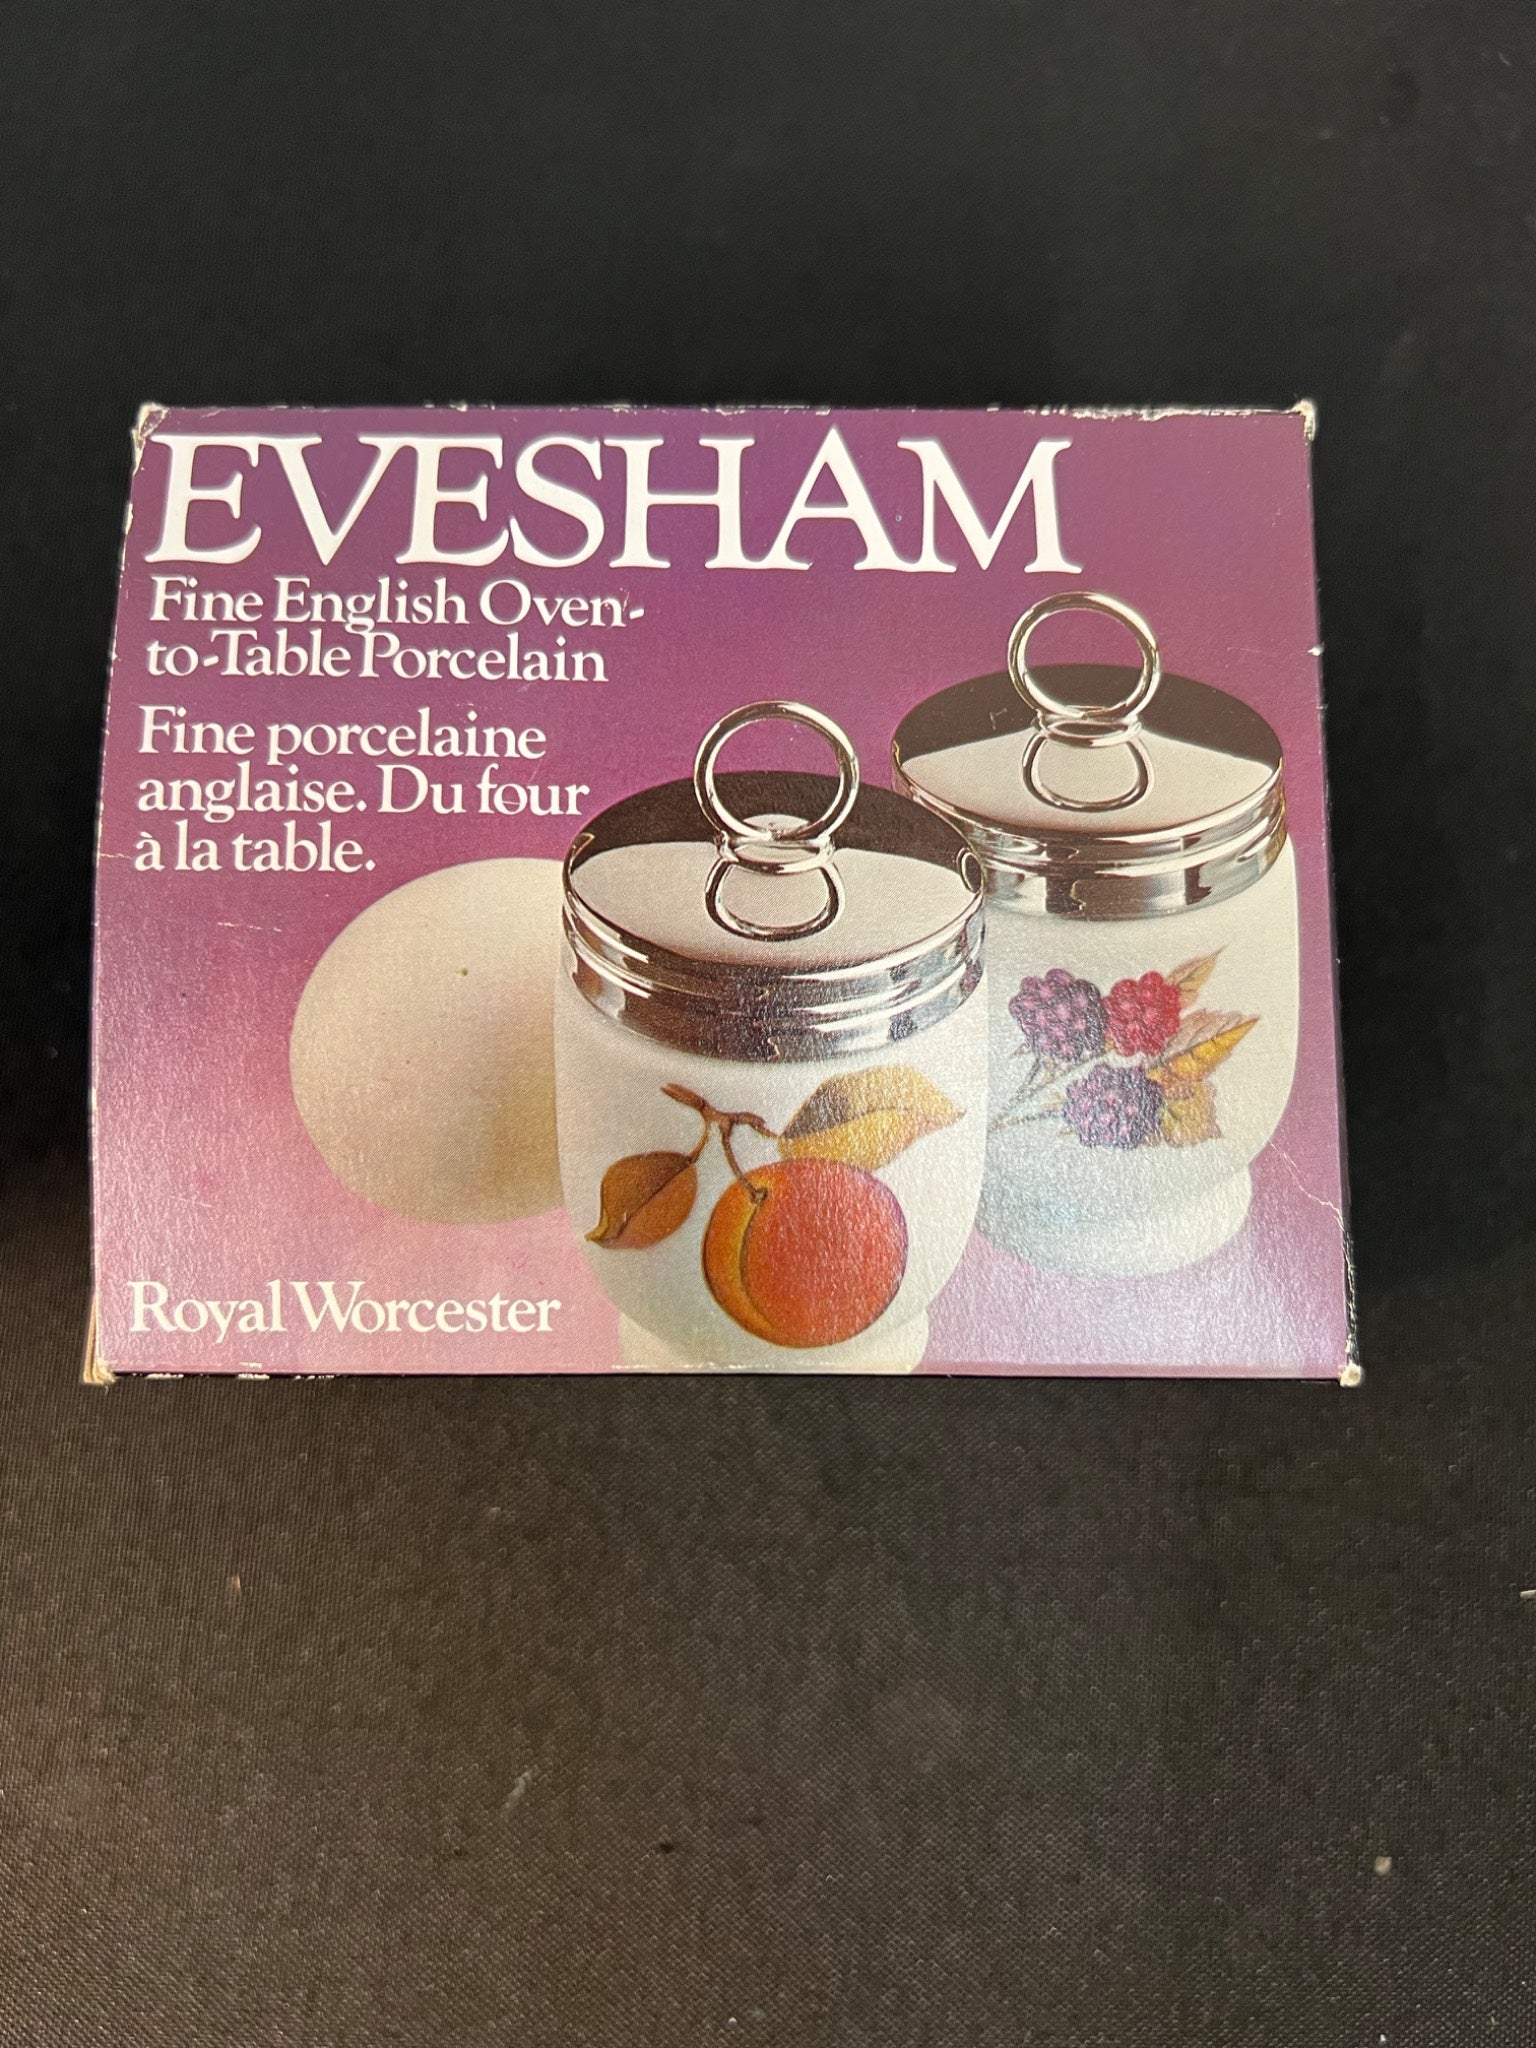 EVESHAM
Fine English Oven-
to-Table Porcelain
Fine porcelaine
anglaise. Du four
à la table.
Royal Worcester